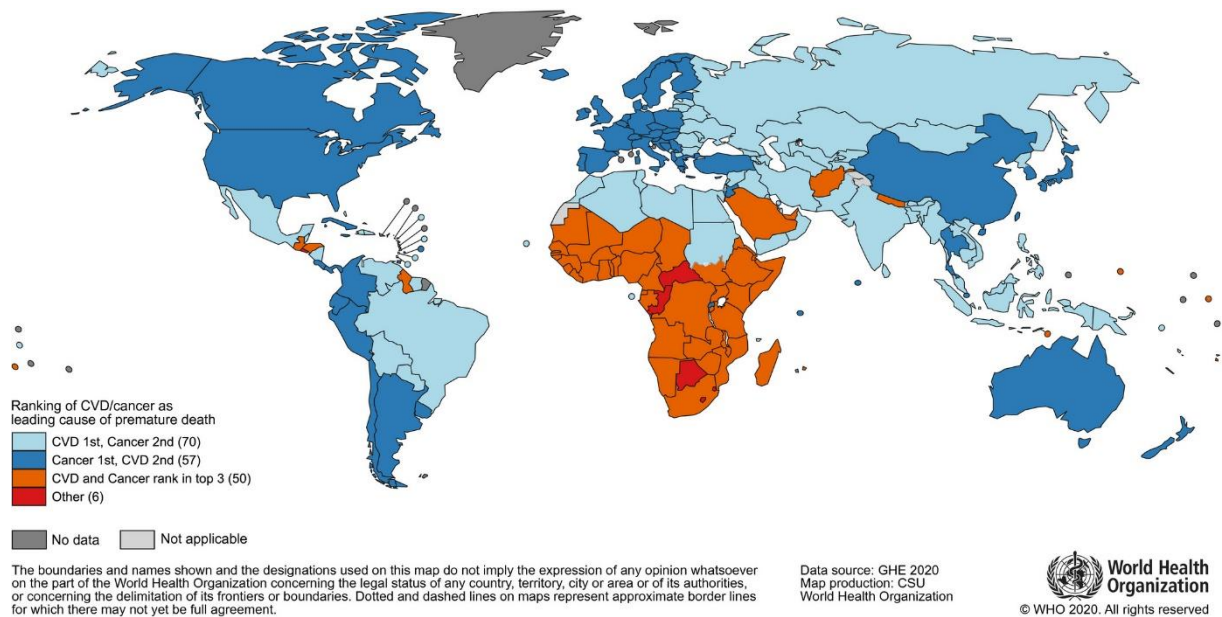 Ranking of CVD/cancer as
leading cause of premature death
CVD 1st, Cancer 2nd (70)
Cancer 1st, CVD 2nd (57)
CVD and Cancer rank in top 3 (50)
Other (6)
No data
Not applicable
The boundaries and names shown and the designations used on this map do not imply the expression of any opinion whatsoever
on the part of the World Health Organization concerning the legal status of any country, territory, city or area or of its authorities,
or concerning the delimitation of its frontiers or boundaries. Dotted and dashed lines on maps represent approximate border lines
for which there may not yet be full agreement.
Data source: GHE 2020
Map production: CSU
World Health Organization
World Health
Organization
© WHO 2020. All rights reserved